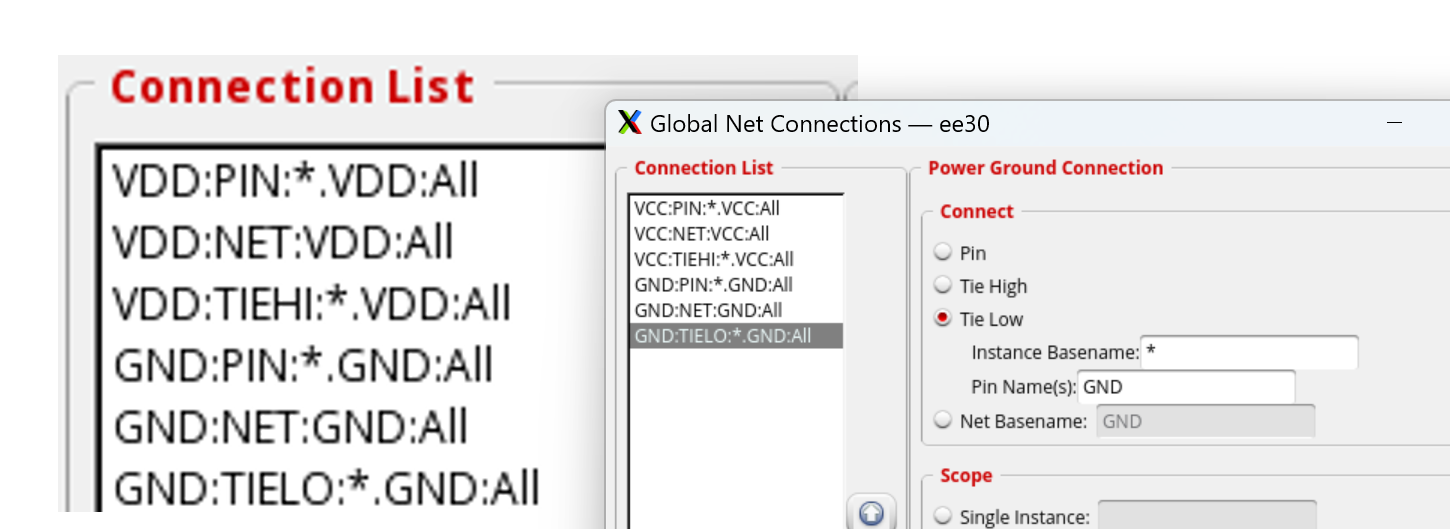 Connection List
VDD:PIN:*.VDD:All
VDD:NET:VDD:All
VDD:TIEHI:*.VDD:All
GND:PIN:*.GND:All
GND:NET:GND:All
GND:TIELO:*.GND:All
Global Net Connections — ee30
Connection List
VCC:PIN:*.VCC:All
VCC:NET:VCC:All
VCC:TIEHI:*.VCC:All
GND:PIN:*.GND:All
GND:NET:GND:All
GND:TIELO:*.GND:All
Power Ground Connection
Connect
Pin
Tie High
Tie Low
Instance Basename: *
Pin Name(s): GND
Net Basename: GND
Scope
Single Instance: